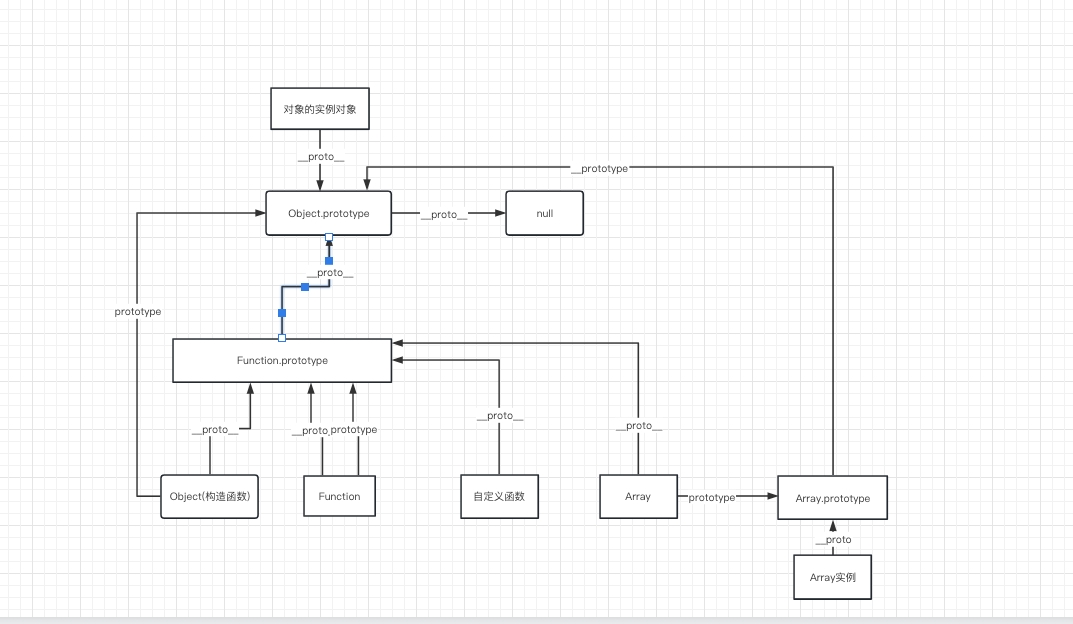 对象的实例对象
__proto__
__prototype
Object.prototype
__proto__
null
__proto__
prototype
Function.prototype
__proto__
__proto_
prototype
__proto__
__proto__
Object(构造函数)
Function
自定义函数
Array
prototype
Array.prototype
__proto
Array实例